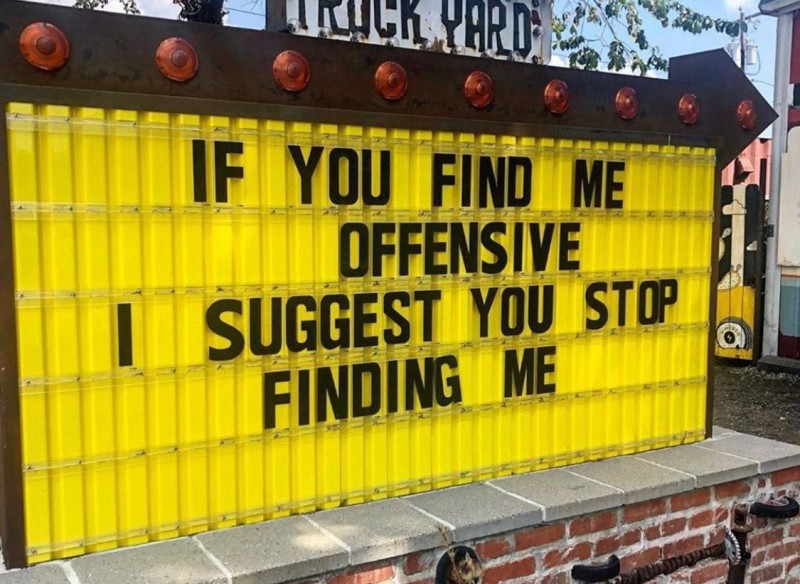 TRUCK YARD
IF YOU FIND ME
OFFENSIVE
I SUGGEST YOU STOP
FINDING ME